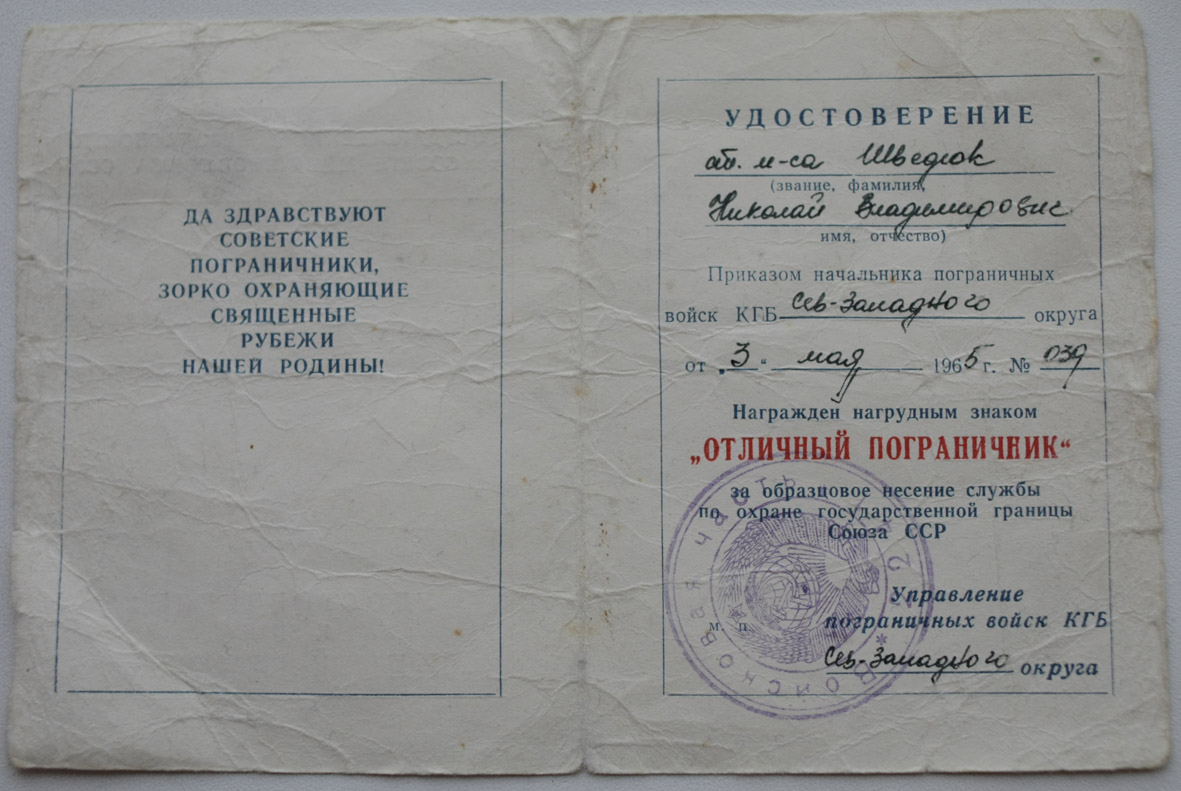 ДА ЗДРАВСТВУЮТ
СОВЕТСКИЕ
ПОГРАНИЧНИКИ,
ЗОРКО ОХРАНЯЮЩИЕ
СВЯЩЕННЫЕ
РУБЕЖИ
НАШЕЙ РОДИНЫ!
УДОСТОВЕРЕНИЕ
Шведюк
(звание, фамилия,
Николай Владимирович
имя, отчество)
Приказом начальника пограничных
войск КГБ Сев-Западного округа
от „3“ мая 1965 г. № 039
Награжден нагрудным знаком
„ОТЛИЧНЫЙ ПОГРАНИЧНИК“
за образцовое несение службы
по охране государственной границы
Союза ССР
Управление
м. п. пограничных войск КГБ
Сев-Западного округа
Войсковая часть